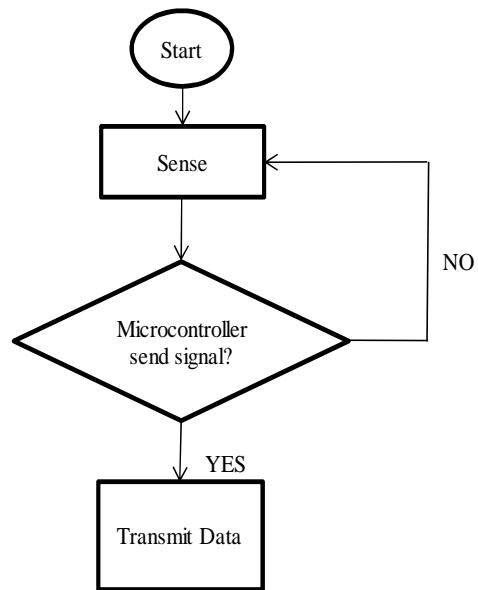 Start
Sense
NO
Microcontroller
send signal?
YES
Transmit Data